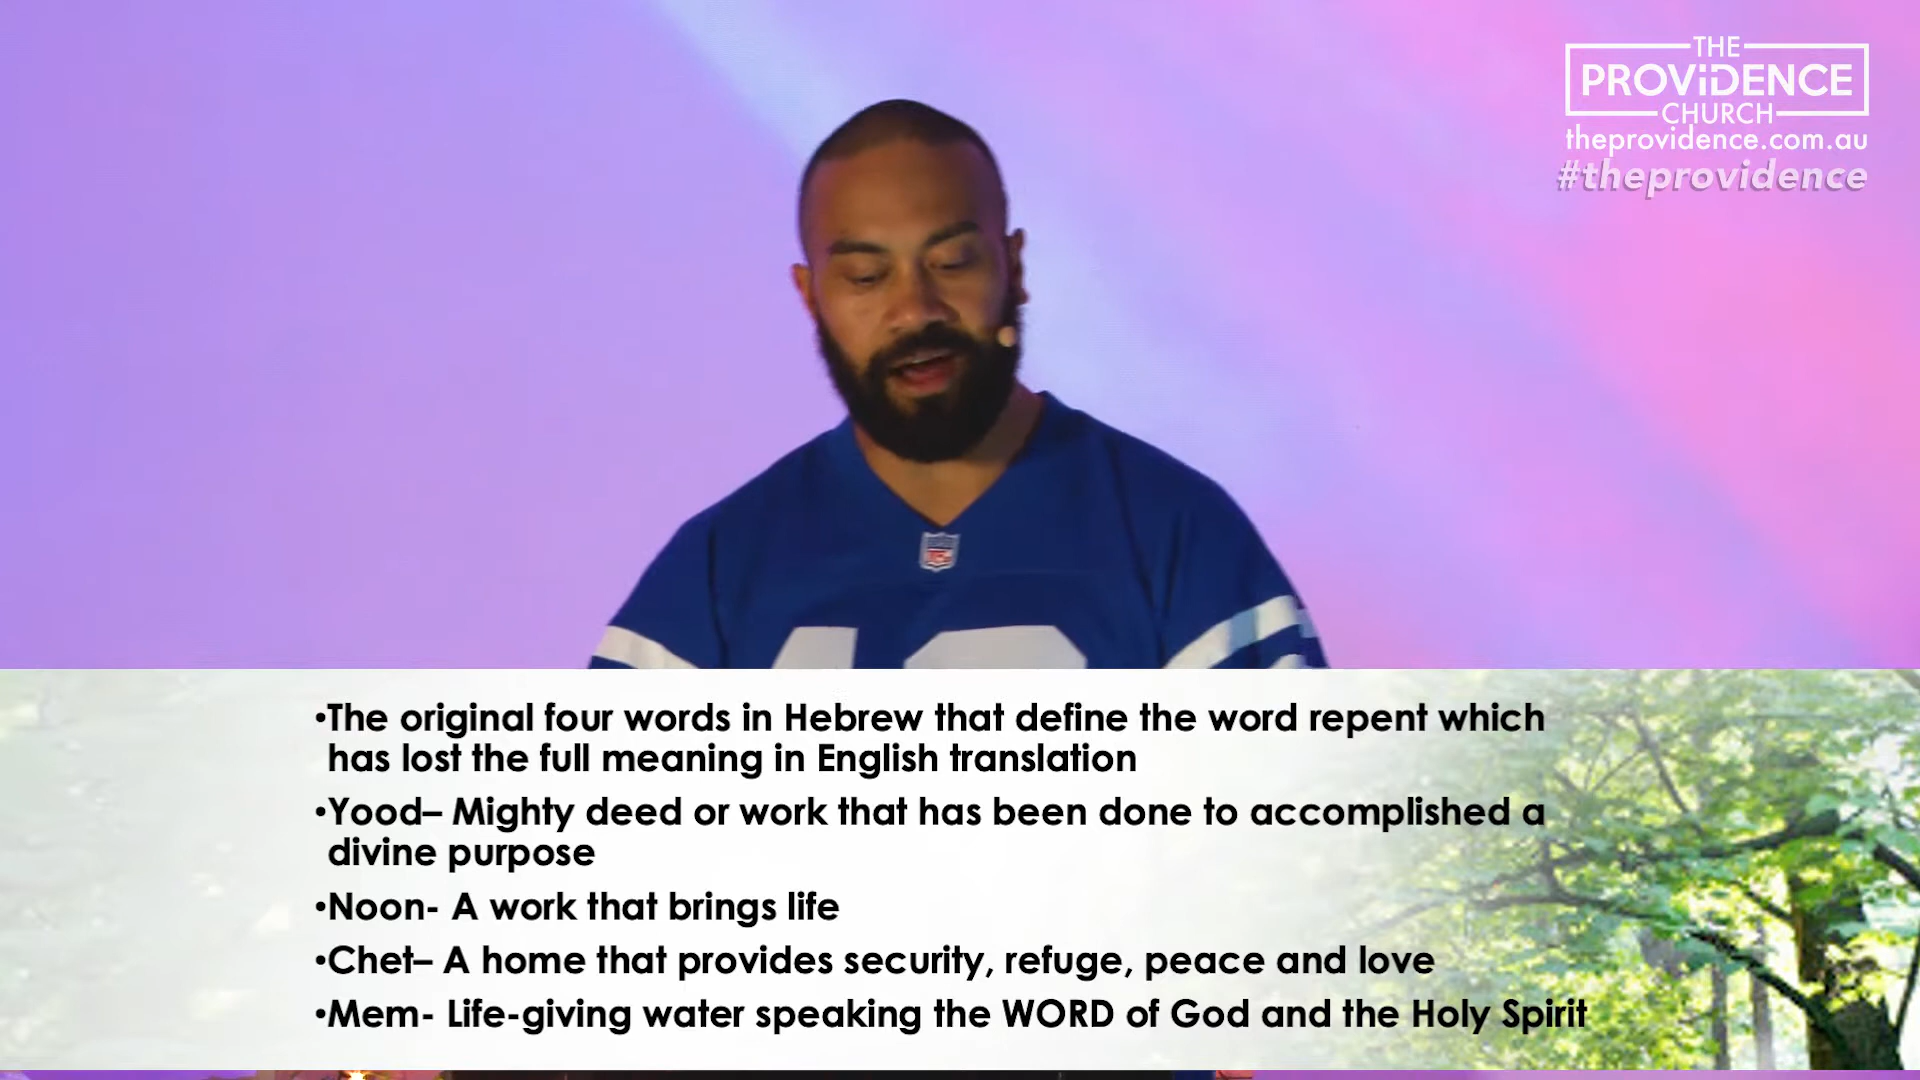 THE
PROViDENCE
CHURCH
theprovidence.com.au
#theprovidence
•The original four words in Hebrew that define the word repent which
has lost the full meaning in English translation
•Yood– Mighty deed or work that has been done to accomplished a
divine purpose
•Noon- A work that brings life
•Chet– A home that provides security, refuge, peace and love
•Mem- Life-giving water speaking the WORD of God and the Holy Spirit